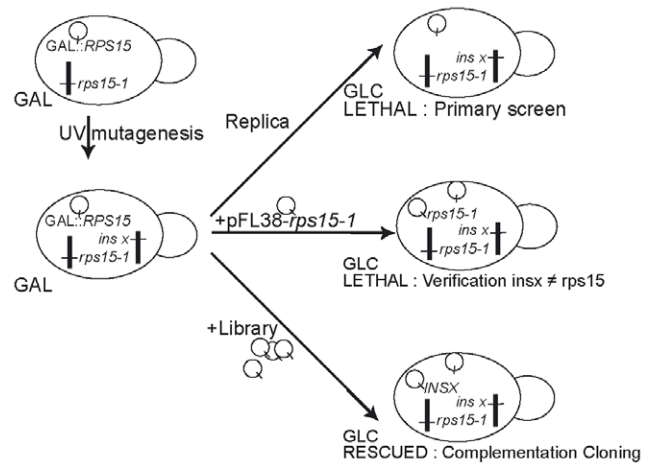 GAL::RPS15
rps15-1
GAL
UV mutagenesis
GAL::RPS15
ins x
rps15-1
GAL
Replica
ins x
rps15-1
GLC
LETHAL : Primary screen
+pFL38-rps15-1
rps15-1
ins x
rps15-1
GLC
LETHAL : Verification insx ≠ rps15
+Library
INSX
ins x
rps15-1
GLC
RESCUED : Complementation Cloning